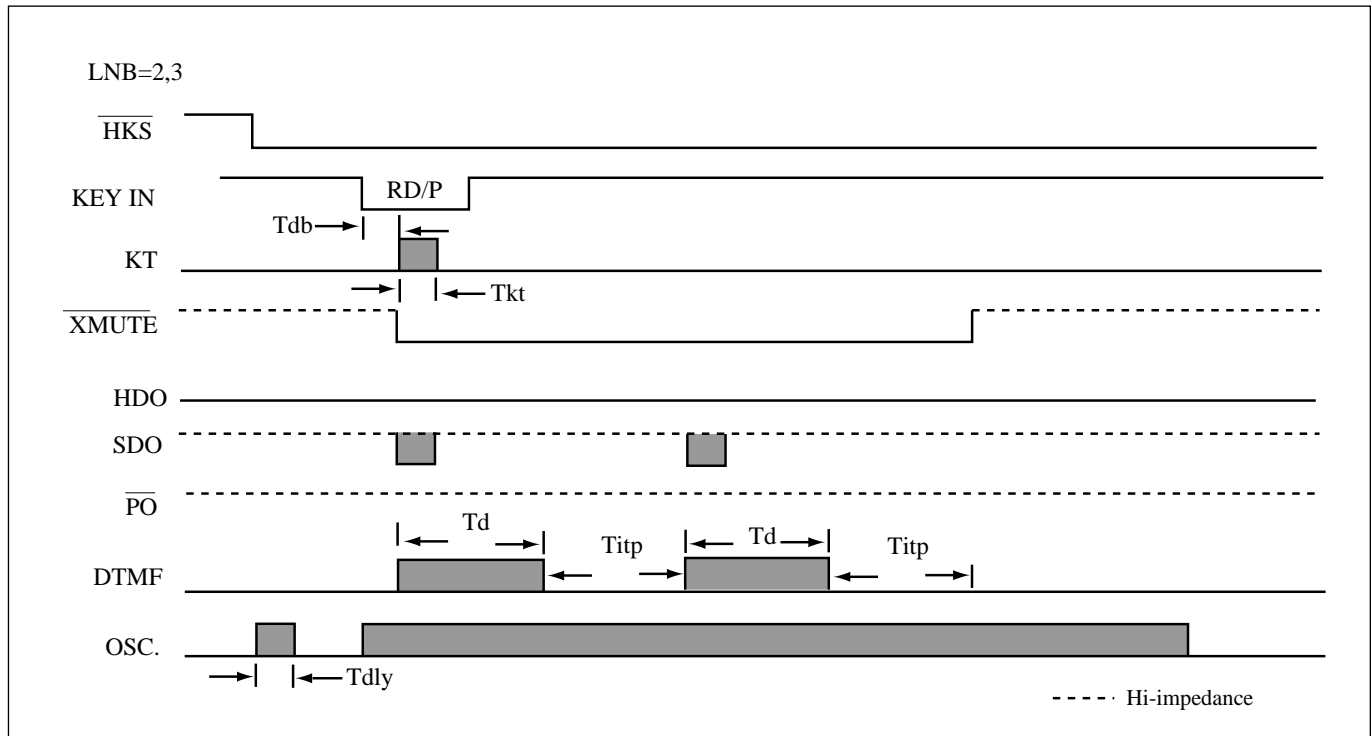 LNB=2,3
HKS
KEY IN
RD/P
Tdb
KT
Tkt
XMUTE
HDO
SDO
PO
Td
Titp
Td
Titp
DTMF
OSC.
Tdly
Hi-impedance